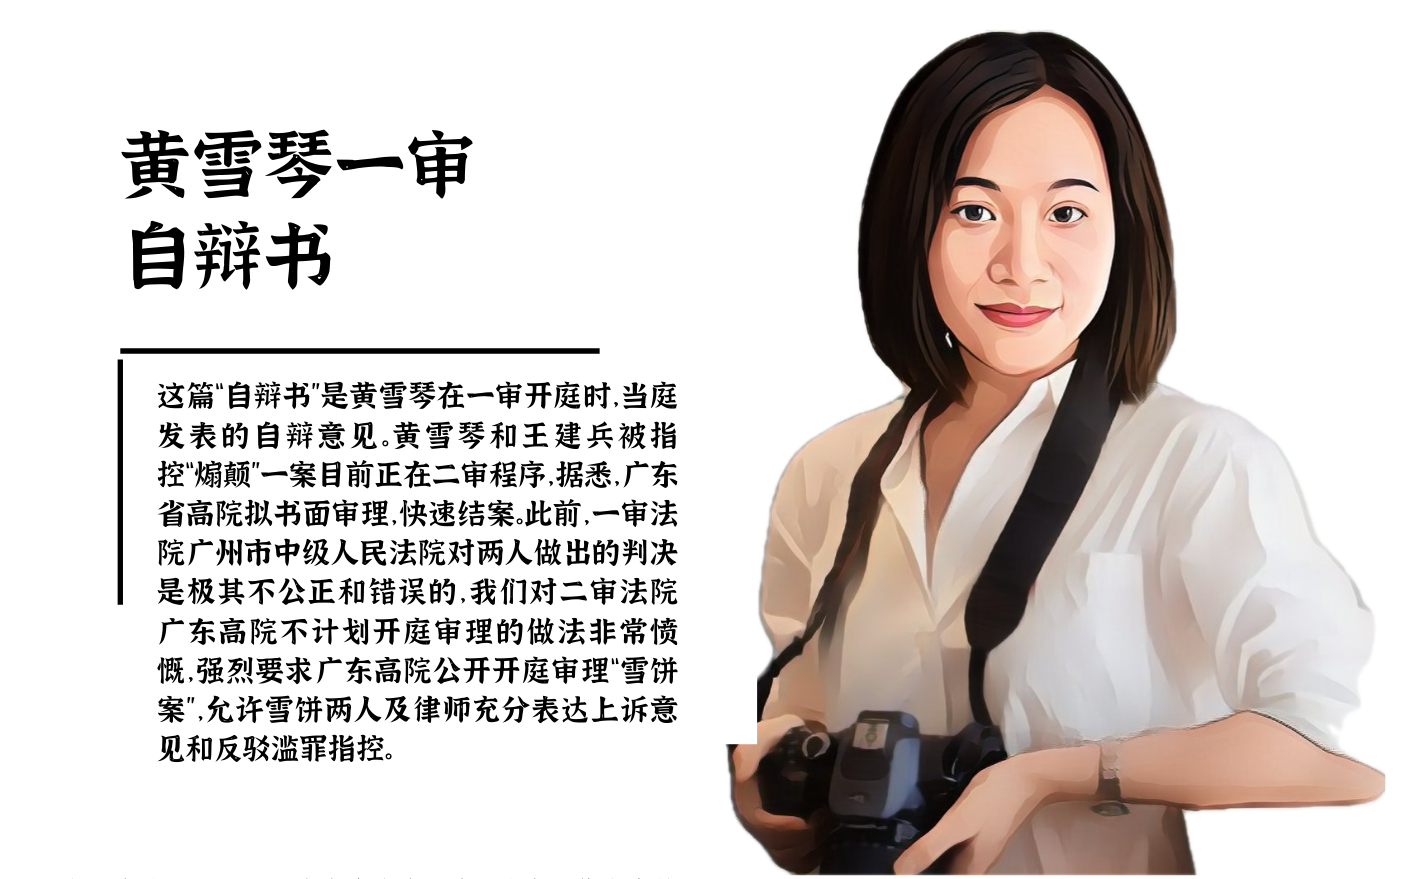 黄雪琴一审
自辩书
这篇“自辩书”是黄雪琴在一审开庭时,当庭
发表的自辩意见。黄雪琴和王建兵被指
控“煽颠”一案目前正在二审程序,据悉,广东
省高院拟书面审理,快速结案。此前,一审法
院广州市中级人民法院对两人做出的判决
是极其不公正和错误的,我们对二审法院
广东高院不计划开庭审理的做法非常愤
慨,强烈要求广东高院公开开庭审理“雪饼
案”,允许雪饼两人及律师充分表达上诉意
见和反驳滥罪指控。